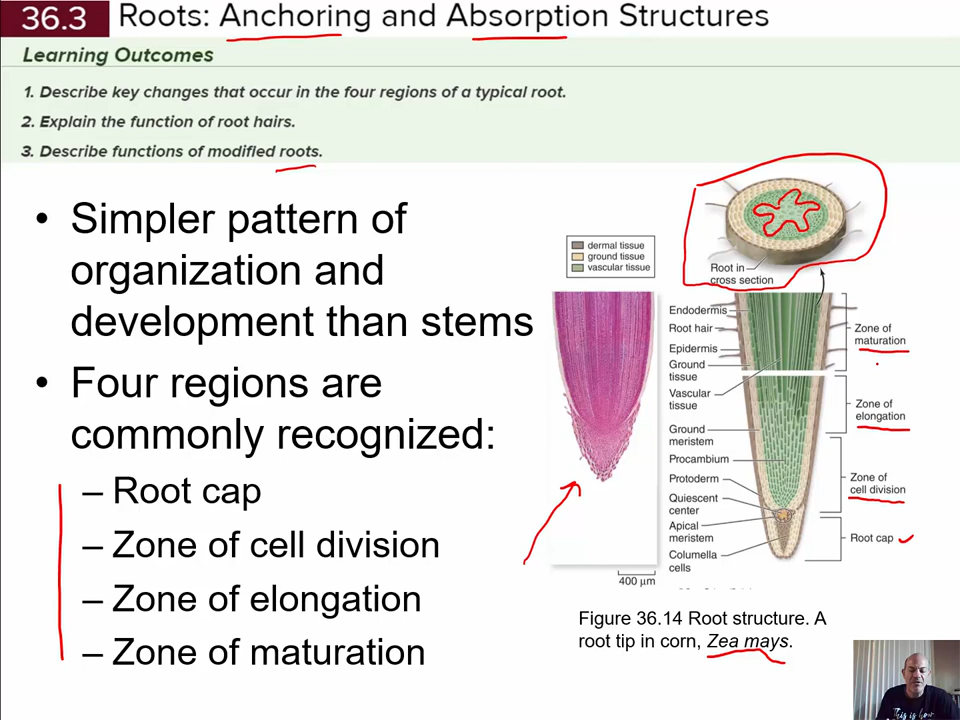 36.3 Roots: Anchoring and Absorption Structures
Learning Outcomes
1. Describe key changes that occur in the four regions of a typical root.
2. Explain the function of root hairs.
3. Describe functions of modified roots.
• Simpler pattern of
organization and
development than stems
• Four regions are
commonly recognized:
– Root cap
– Zone of cell division
– Zone of elongation
– Zone of maturation
dermal tissue
ground tissue
vascular tissue
Root in
cross section
Endodermis
Root hair
Epidermis
Ground
tissue
Vascular
tissue
Ground
meristem
Procambium
Protoderm
Quiescent
center
Apical
meristem
Columella
cells
Zone of
maturation
Zone of
elongation
Zone of
cell division
Root cap
400 µm
Figure 36.14 Root structure. A
root tip in corn, Zea mays.
This is how